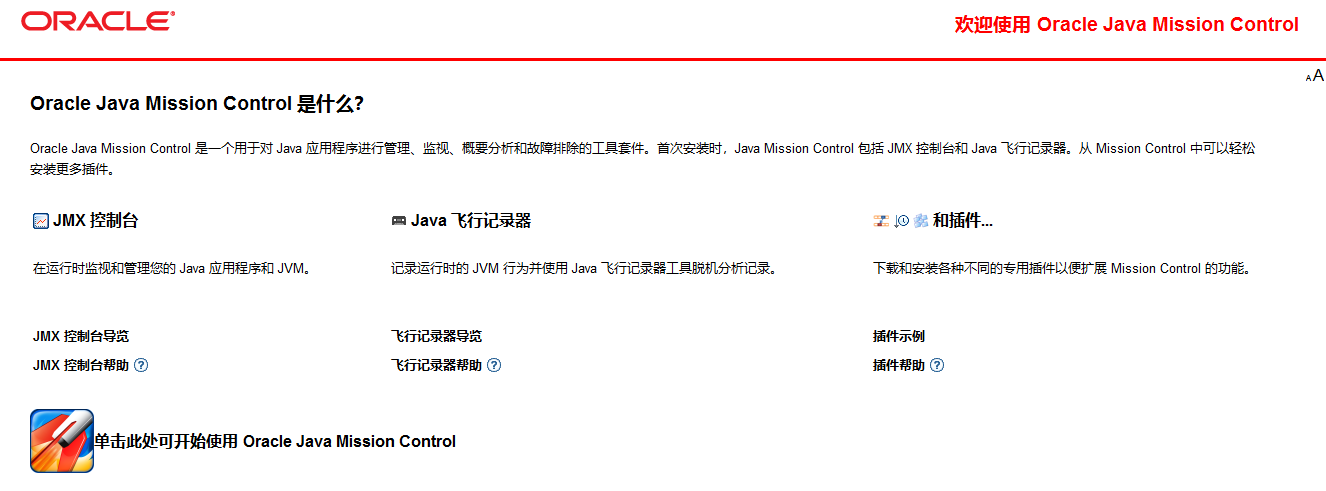 ORACLE
欢迎使用 Oracle Java Mission Control
AA
Oracle Java Mission Control 是什么?
Oracle Java Mission Control 是一个用于对 Java 应用程序进行管理、监视、概要分析和故障排除的工具套件。首次安装时，Java Mission Control 包括 JMX 控制台和 Java 飞行记录器。从 Mission Control 中可以轻松
安装更多插件。
JMX 控制台
Java 飞行记录器
和插件...
在运行时监视和管理您的 Java 应用程序和 JVM。
记录运行时的 JVM 行为并使用 Java 飞行记录器工具脱机分析记录。
下载和安装各种不同的专用插件以便扩展 Mission Control 的功能。
JMX 控制台导览
飞行记录器导览
插件示例
JMX 控制台帮助 ?
飞行记录器帮助 ?
插件帮助 ?
单击此处可开始使用 Oracle Java Mission Control